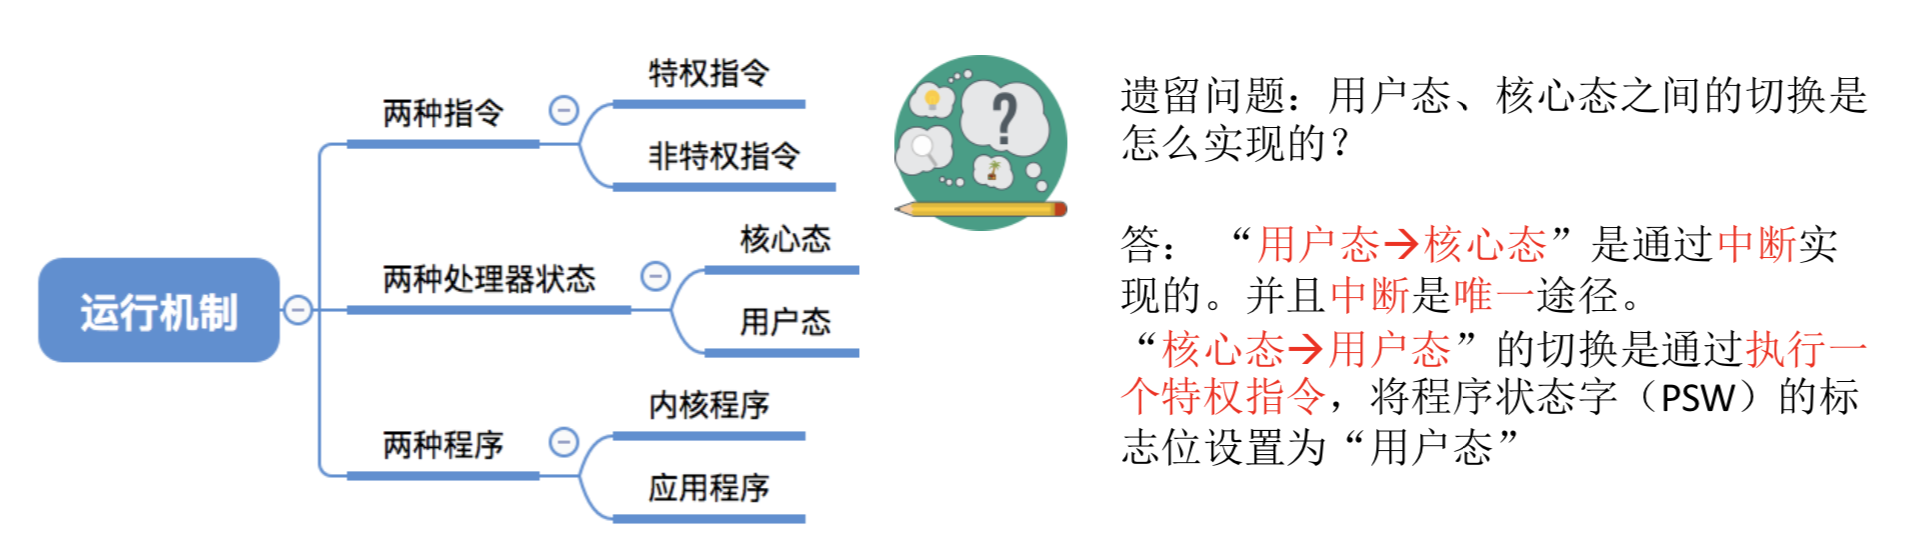 运行机制
两种指令
特权指令
非特权指令
两种处理器状态
核心态
用户态
两种程序
内核程序
应用程序
?
遗留问题：用户态、核心态之间的切换是
怎么实现的？
答： “用户态→核心态”是通过中断实
现的。并且中断是唯一途径。
“核心态→用户态”的切换是通过执行一
个特权指令，将程序状态字（PSW）的标
志位设置为“用户态”